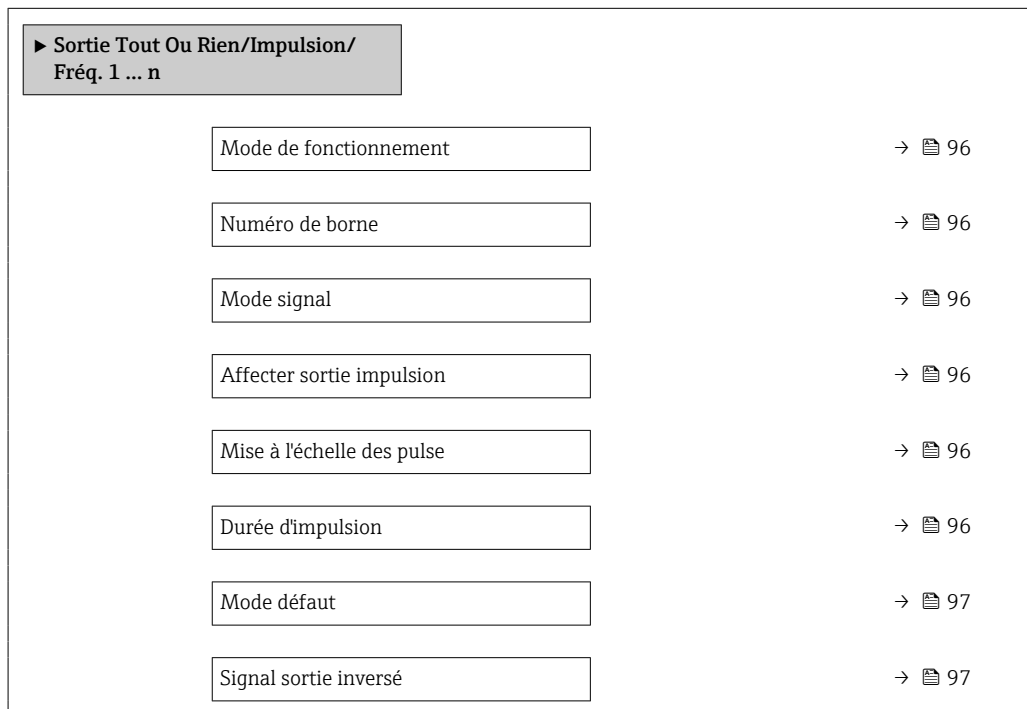 ▶ Sortie Tout Ou Rien/Impulsion/
Fréq. 1 ... n
Mode de fonctionnement → 96
Numéro de borne → 96
Mode signal → 96
Affecter sortie impulsion → 96
Mise à l'échelle des pulse → 96
Durée d'impulsion → 96
Mode défaut → 97
Signal sortie inversé → 97